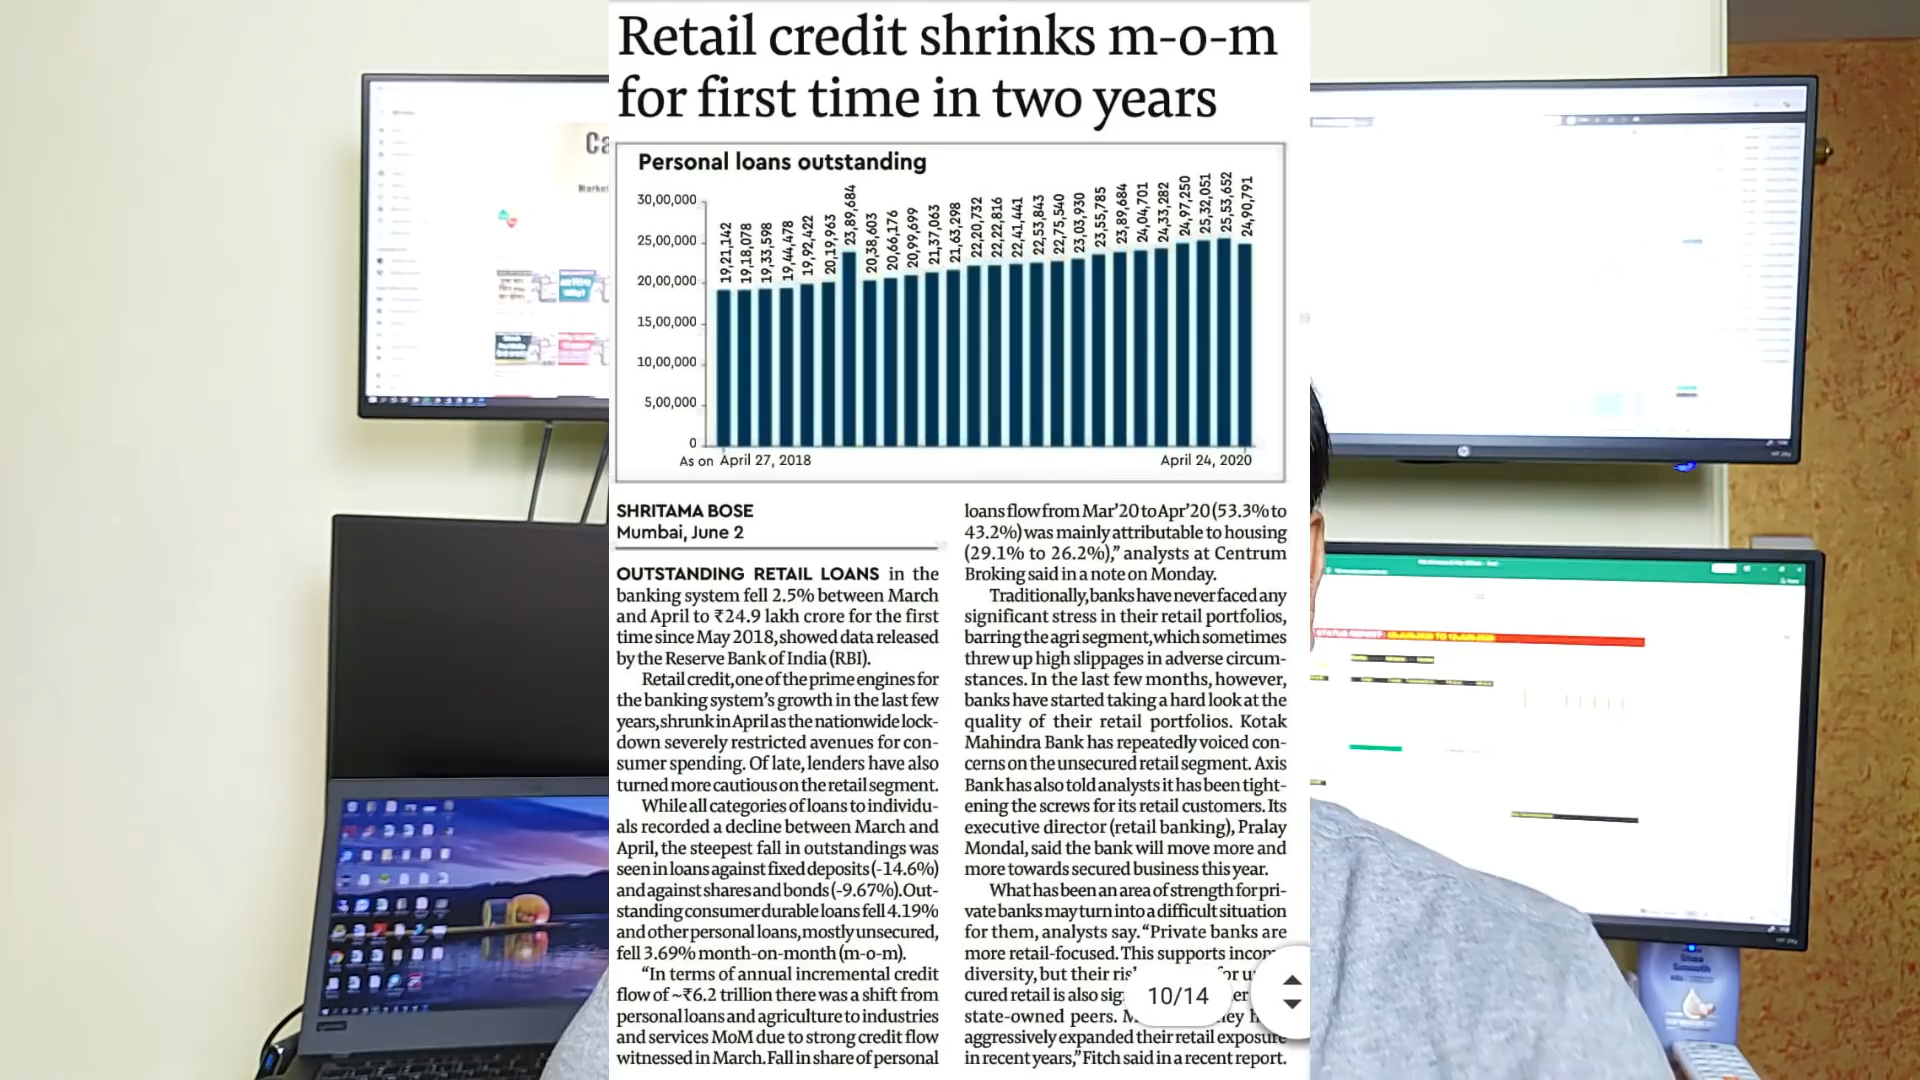 Retail credit shrinks m-o-m
for first time in two years
Personal loans outstanding
30,00,000
25,00,000
20,00,000
15,00,000
10,00,000
5,00,000
0
19,21,142
19,18,078
19,33,598
19,44,478
19,92,422
20,19,963
23,89,684
20,38,603
20,66,176
20,99,699
21,37,063
21,63,298
22,20,732
22,22,816
22,41,441
22,53,843
22,75,540
23,03,930
23,55,785
23,89,684
24,04,701
24,33,282
24,97,250
25,32,051
25,53,652
24,90,791
As on April 27, 2018
April 24, 2020
SHRITAMA BOSE
Mumbai, June 2
OUTSTANDING RETAIL LOANS in the
banking system fell 2.5% between March
and April to ₹24.9 lakh crore for the first
time since May 2018, showed data released
by the Reserve Bank of India (RBI).
Retail credit, one of the prime engines for
the banking system's growth in the last few
years, shrunk in April as the nationwide lock-
down severely restricted avenues for con-
sumer spending. Of late, lenders have also
turned more cautious on the retail segment.
While all categories of loans to individu-
als recorded a decline between March and
April, the steepest fall in outstandings was
seen in loans against fixed deposits (-14.6%)
and against shares and bonds (-9.67%). Out-
standing consumer durable loans fell 4.19%
and other personal loans, mostly unsecured,
fell 3.69% month-on-month (m-o-m).
"In terms of annual incremental credit
flow of ~₹6.2 trillion there was a shift from
personal loans and agriculture to industries
and services MoM due to strong credit flow
witnessed in March. Fall in share of personal
loans flow from Mar'20 to Apr'20 (53.3% to
43.2%) was mainly attributable to housing
(29.1% to 26.2%)," analysts at Centrum
Broking said in a note on Monday.
Traditionally, banks have never faced any
significant stress in their retail portfolios,
barring the agri segment, which sometimes
threw up high slippages in adverse circum-
stances. In the last few months, however,
banks have started taking a hard look at the
quality of their retail portfolios. Kotak
Mahindra Bank has repeatedly voiced con-
cerns on the unsecured retail segment. Axis
Bank has also told analysts it has been tight-
ening the screws for its retail customers. Its
executive director (retail banking), Pralay
Mondal, said the bank will move more and
more towards secured business this year.
What has been an area of strength for pri-
vate banks may turn into a difficult situation
for them, analysts say. "Private banks are
more retail-focused. This supports incom
diversity, but their
cured retail is also
state-owned peers.
aggressively expanded their retail exposure
in recent years," Fitch said in a recent report.
10/14
Ca
Market